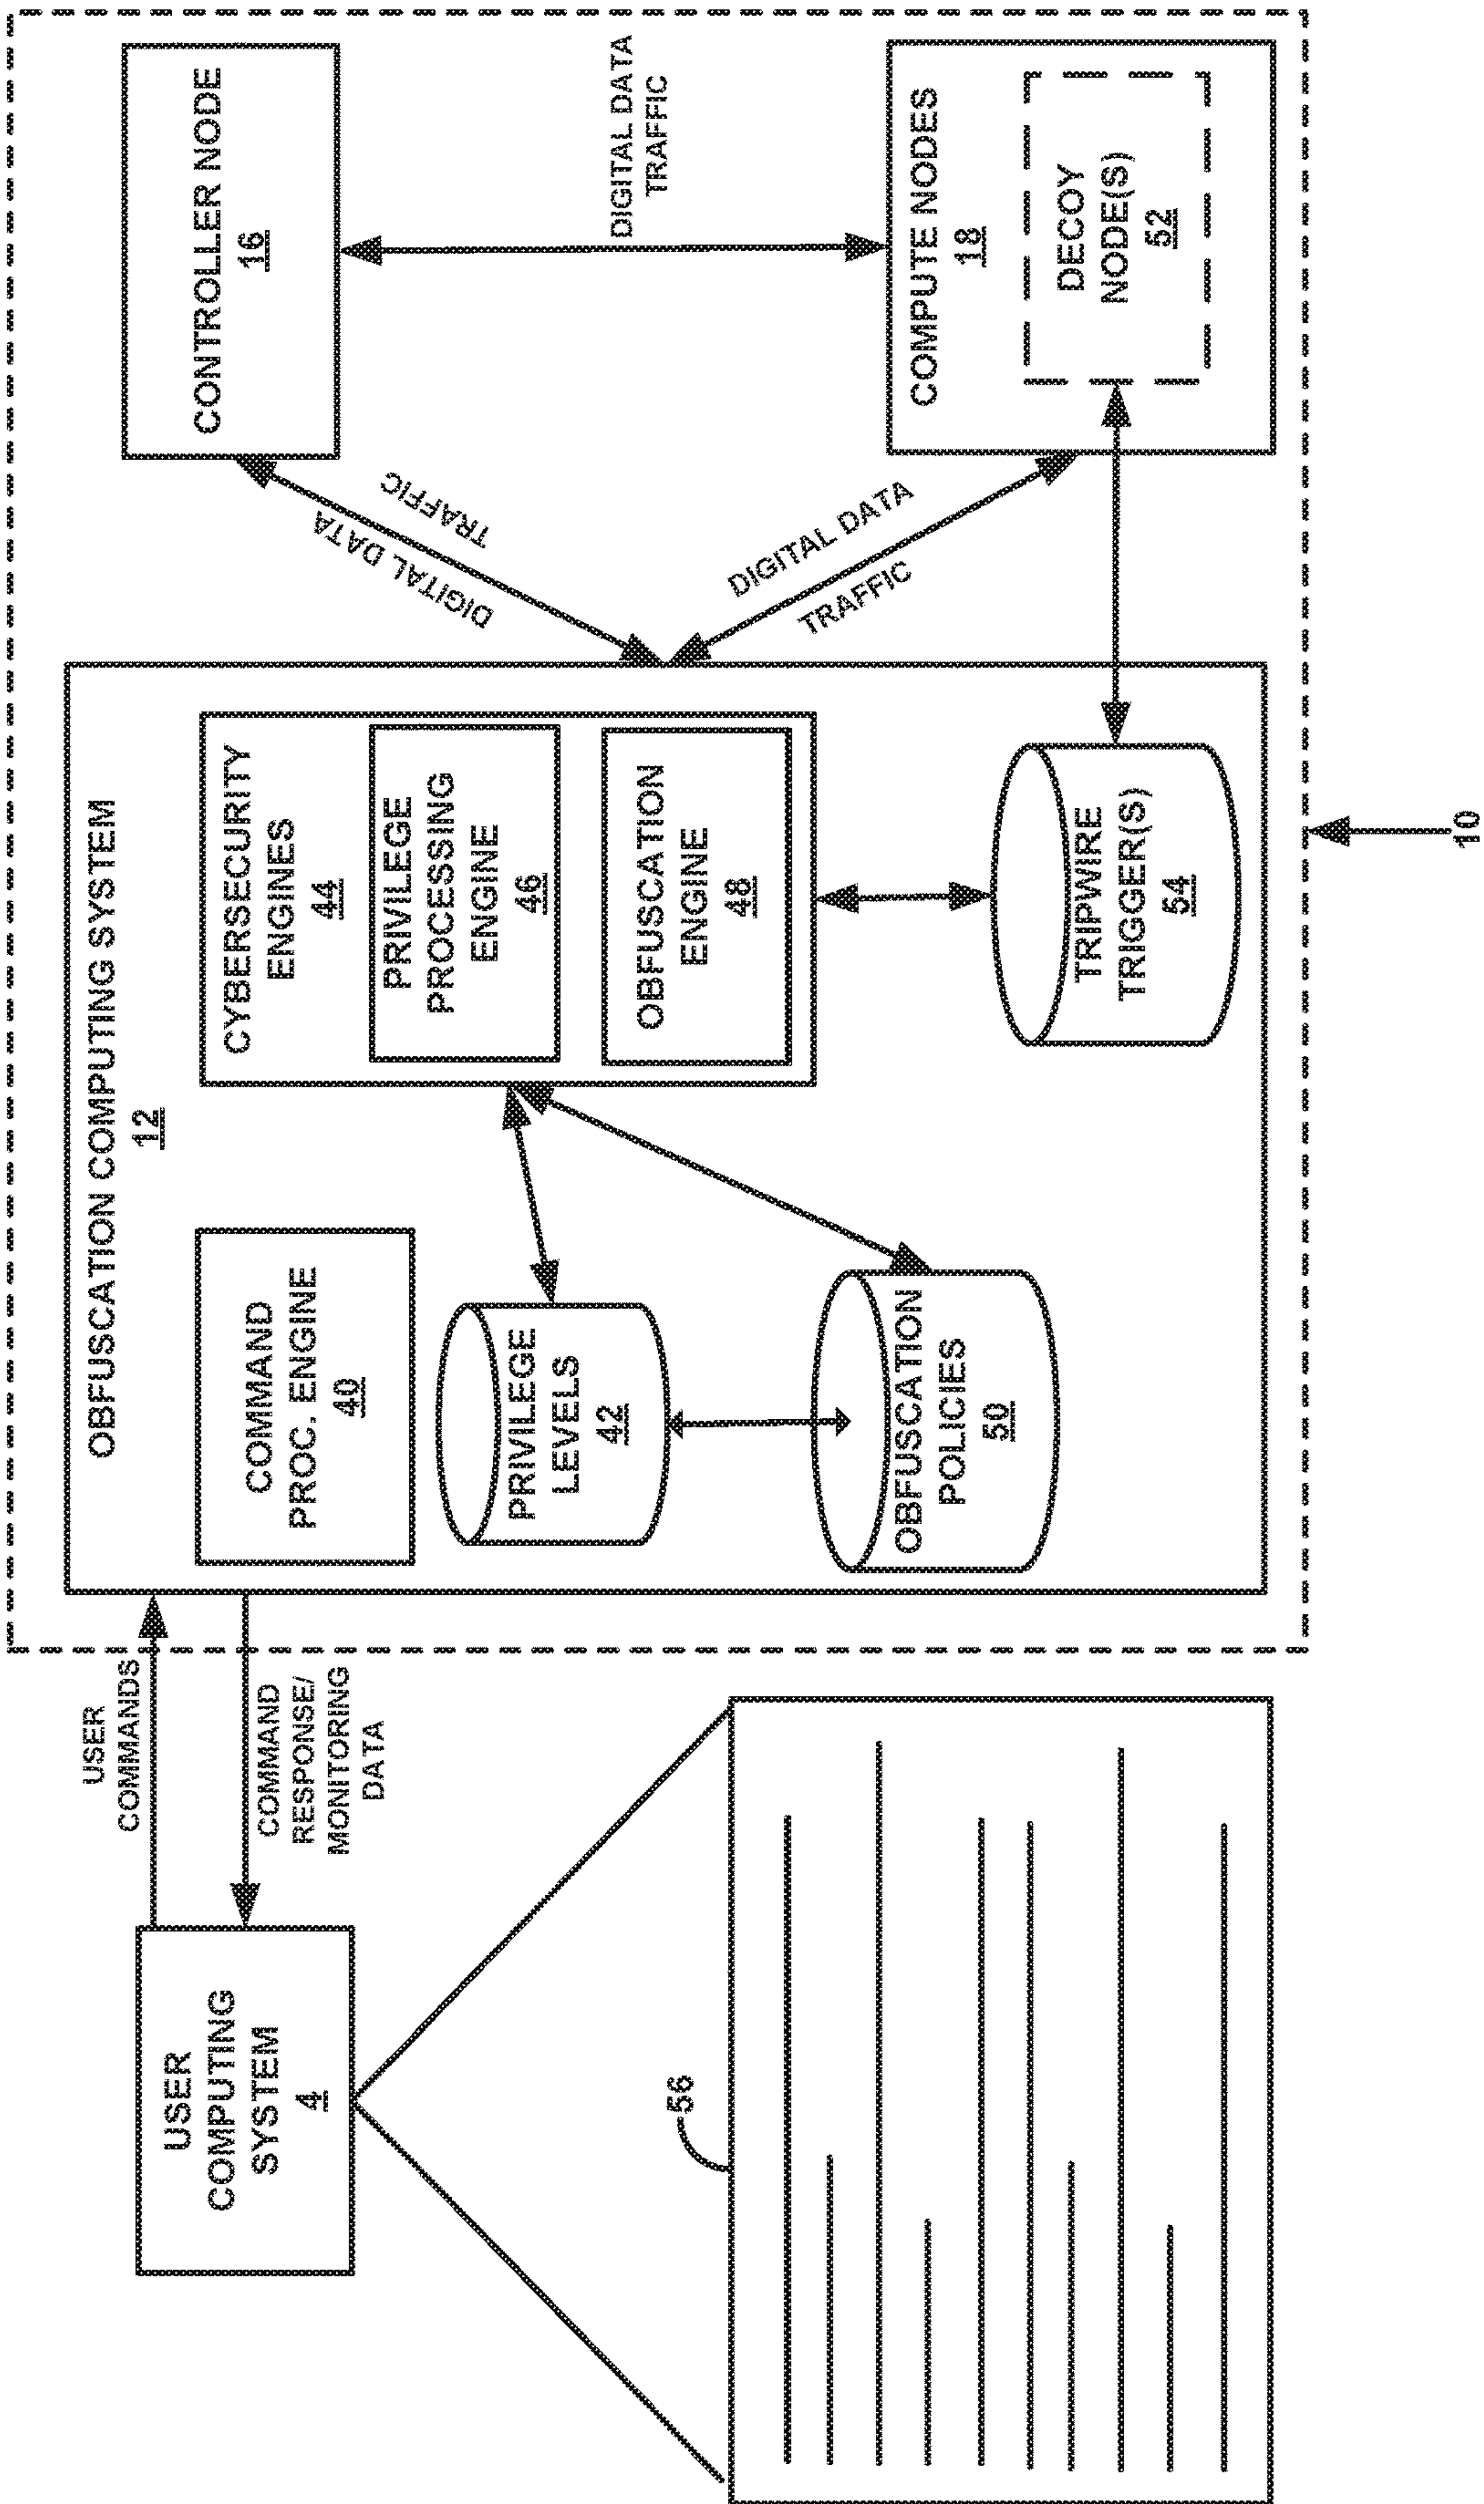 USER
COMPUTING
SYSTEM
4
USER
COMMANDS
COMMAND
RESPONSE/
MONITORING
DATA
56
OBFUSCATION COMPUTING SYSTEM
12
COMMAND
PROC. ENGINE
40
PRIVILEGE
LEVELS
42
OBFUSCATION
POLICIES
50
CYBERSECURITY
ENGINES
44
PRIVILEGE
PROCESSING
ENGINE
46
OBFUSCATION
ENGINE
48
TRIPWIRE
TRIGGER(S)
54
DIGITAL DATA
TRAFFIC
DIGITAL DATA
TRAFFIC
CONTROLLER NODE
16
DIGITAL DATA
TRAFFIC
COMPUTE NODES
18
DECOY
NODE(S)
52
10